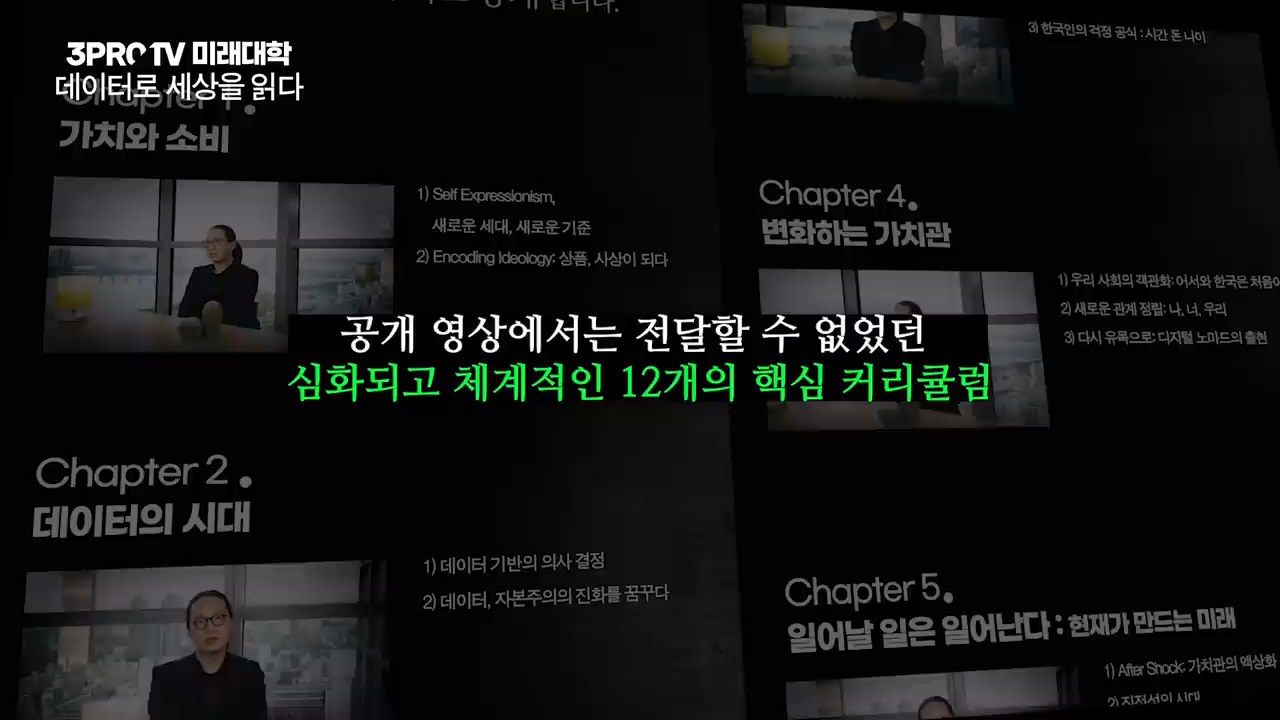 3PRO TV 미래대학
데이터로 세상을 읽다
Chapter 1.
가치와 소비
1) Self Expressionism,
새로운 세대, 새로운 기준
2) Encoding Ideology: 상품, 사상이 되다
공개 영상에서는 전달할 수 없었던
심화되고 체계적인 12개의 핵심 커리큘럼
Chapter 2.
데이터의 시대
1) 데이터 기반의 의사 결정
2) 데이터, 자본주의의 진화를 꿈꾸다
3) 한국인의 걱정 공식 : 시간 돈 나이
Chapter 4.
변화하는 가치관
1) 우리 사회의 객관화: 어서와 한국은 처음이
2) 새로운 관계 정립: 나, 너, 우리
3) 다시 유목으로: 디지털 노마드의 출현
Chapter 5.
일어날 일은 일어난다 : 현재가 만드는 미래
1) After Shock: 가치관의 액상화